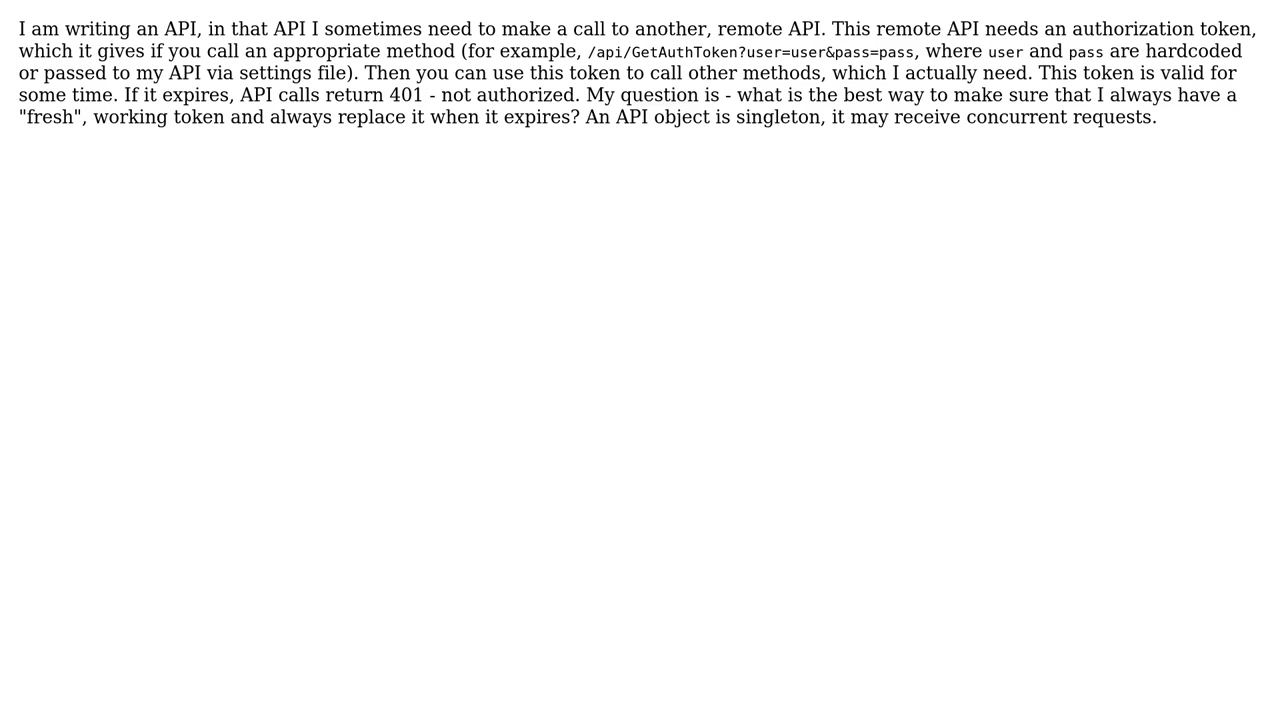 I am writing an API, in that API I sometimes need to make a call to another, remote API. This remote API needs an authorization token,
which it gives if you call an appropriate method (for example, /api/GetAuthToken?user=user&pass=pass, where user and pass are hardcoded
or passed to my API via settings file). Then you can use this token to call other methods, which I actually need. This token is valid for
some time. If it expires, API calls return 401 - not authorized. My question is - what is the best way to make sure that I always have a
"fresh", working token and always replace it when it expires? An API object is singleton, it may receive concurrent requests.